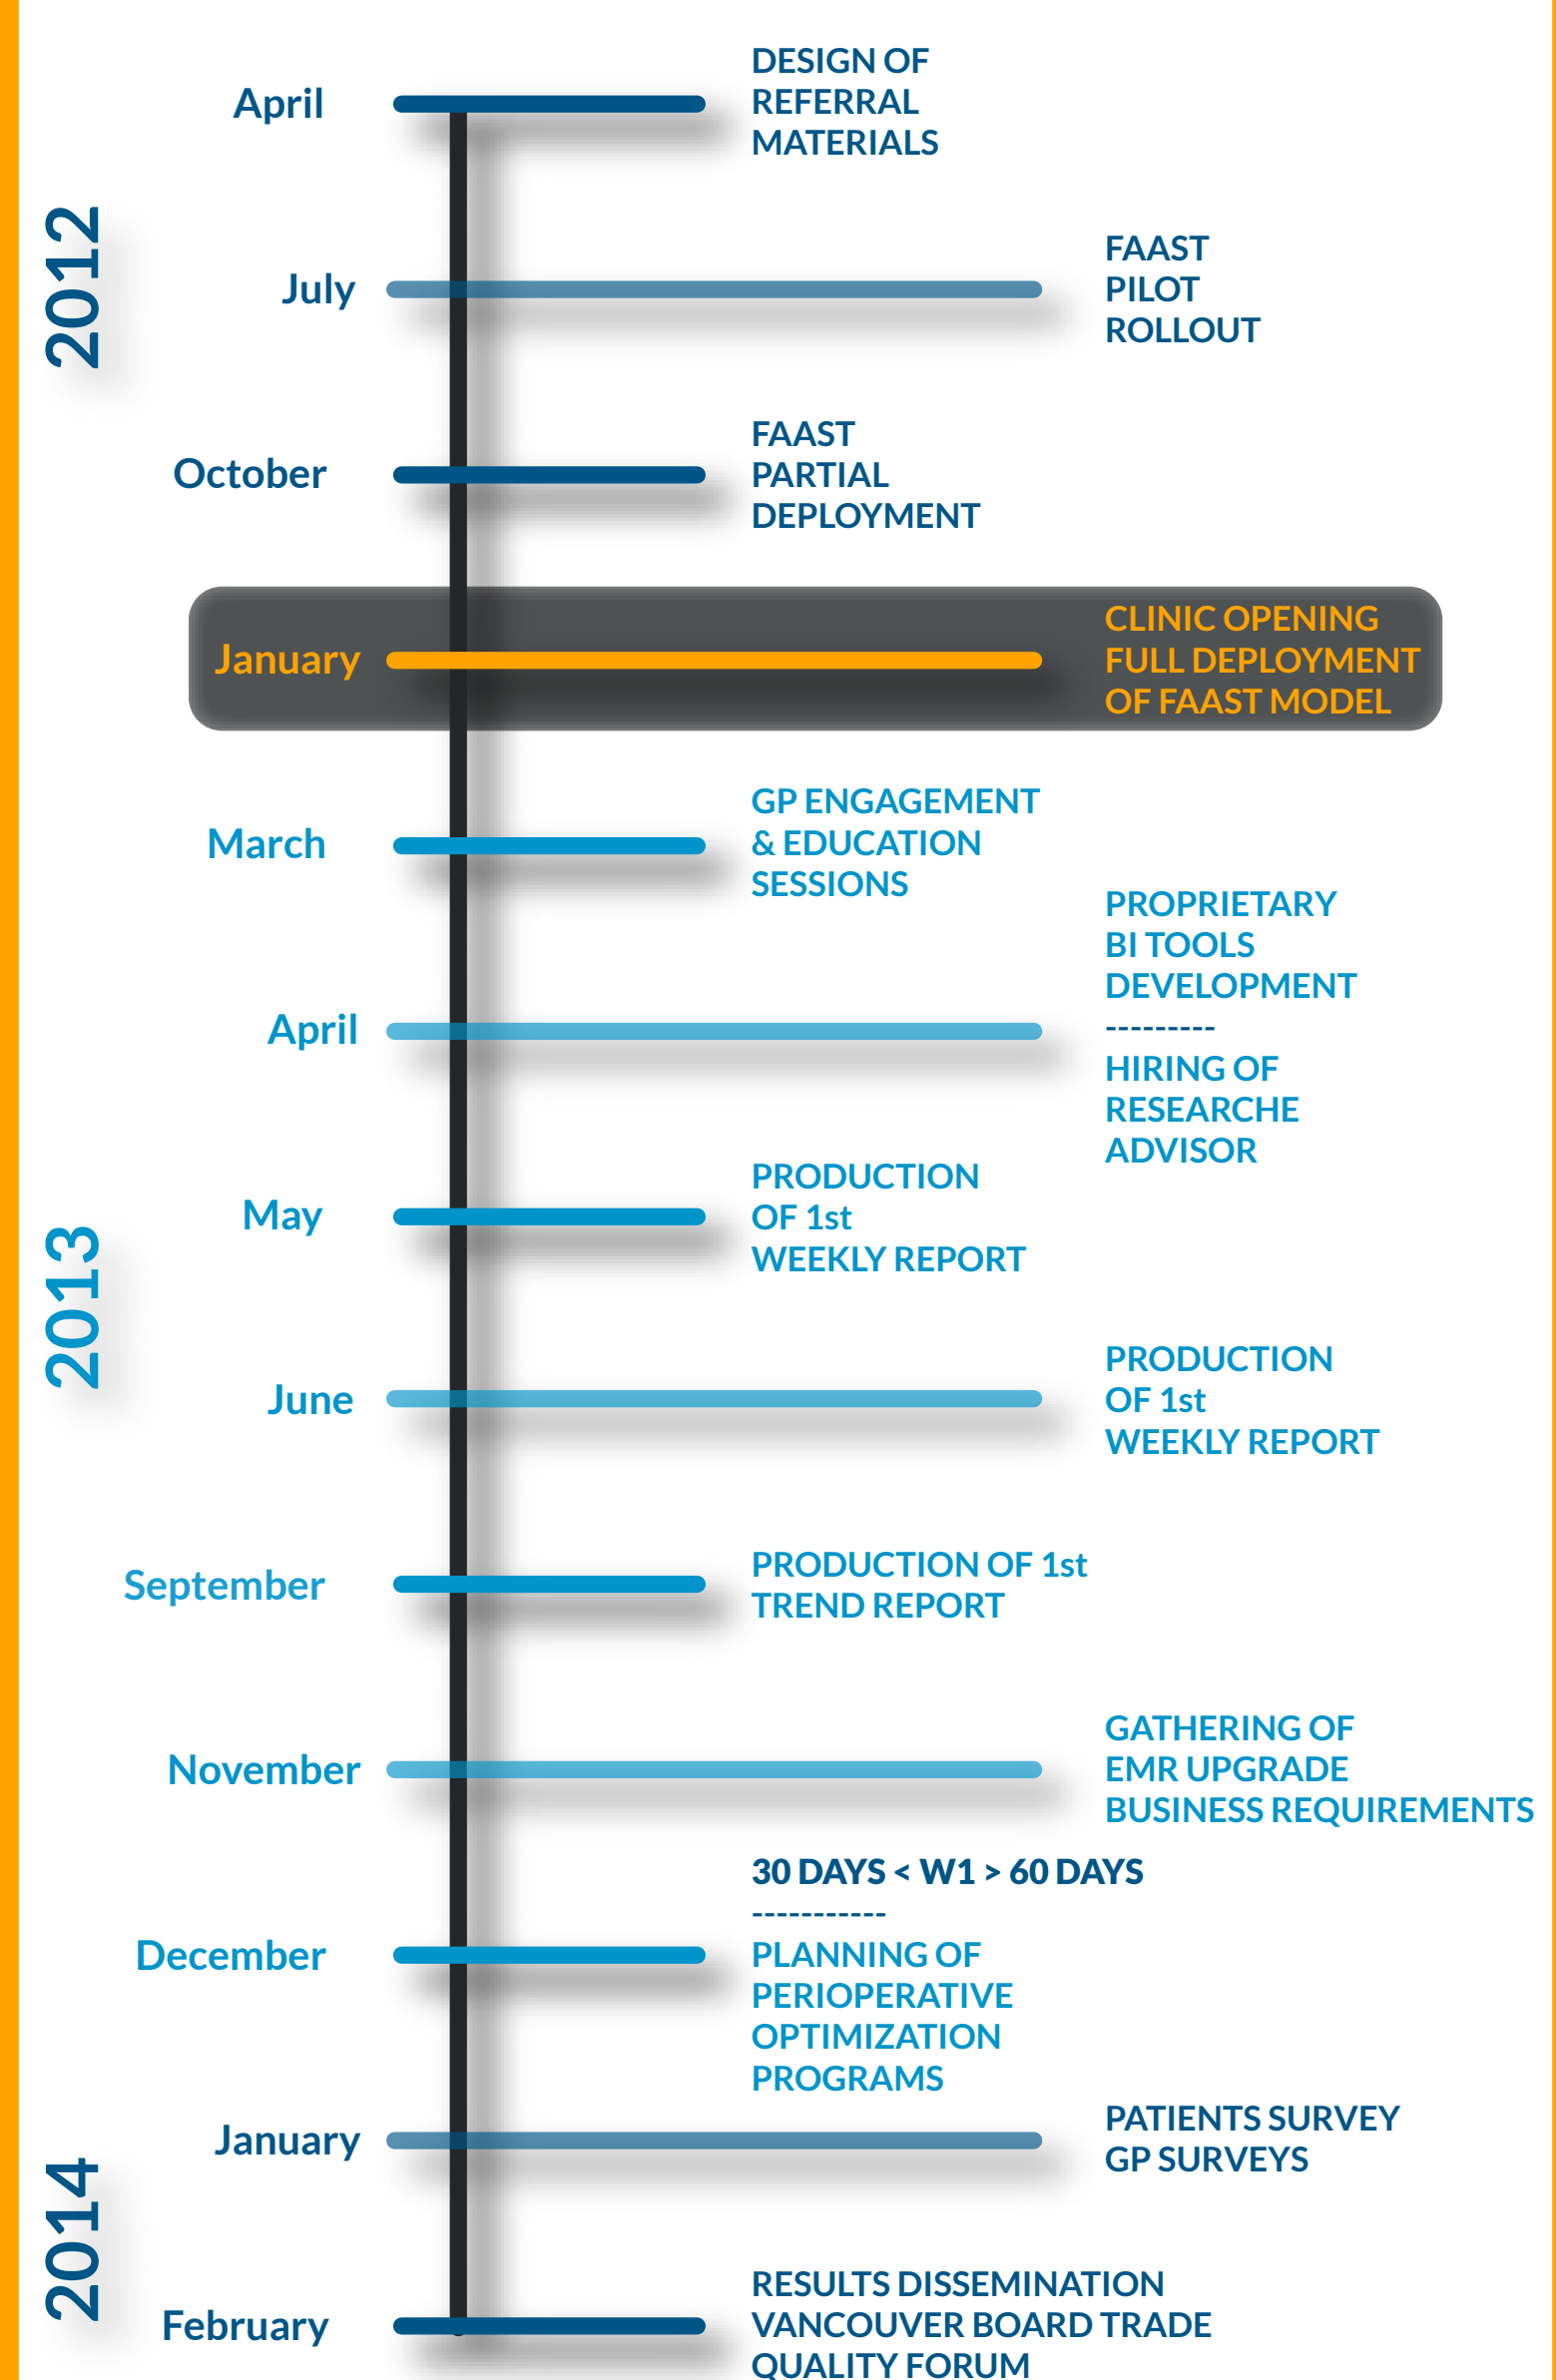 2012
April
DESIGN OF
REFERRAL
MATERIALS
July
FAAST
PILOT
ROLLOUT
October
FAAST
PARTIAL
DEPLOYMENT
January
CLINIC OPENING
FULL DEPLOYMENT
OF FAAST MODEL
2013
March
GP ENGAGEMENT
& EDUCATION
SESSIONS
April
PROPRIETARY
BI TOOLS
DEVELOPMENT
---------
HIRING OF
RESEARCHE
ADVISOR
May
PRODUCTION
OF 1st
WEEKLY REPORT
June
PRODUCTION
OF 1st
WEEKLY REPORT
September
PRODUCTION OF 1st
TREND REPORT
November
GATHERING OF
EMR UPGRADE
BUSINESS REQUIREMENTS
December
30 DAYS < W1 > 60 DAYS
-----------
PLANNING OF
PERIOPERATIVE
OPTIMIZATION
PROGRAMS
2014
January
PATIENTS SURVEY
GP SURVEYS
February
RESULTS DISSEMINATION
VANCOUVER BOARD TRADE
QUALITY FORUM